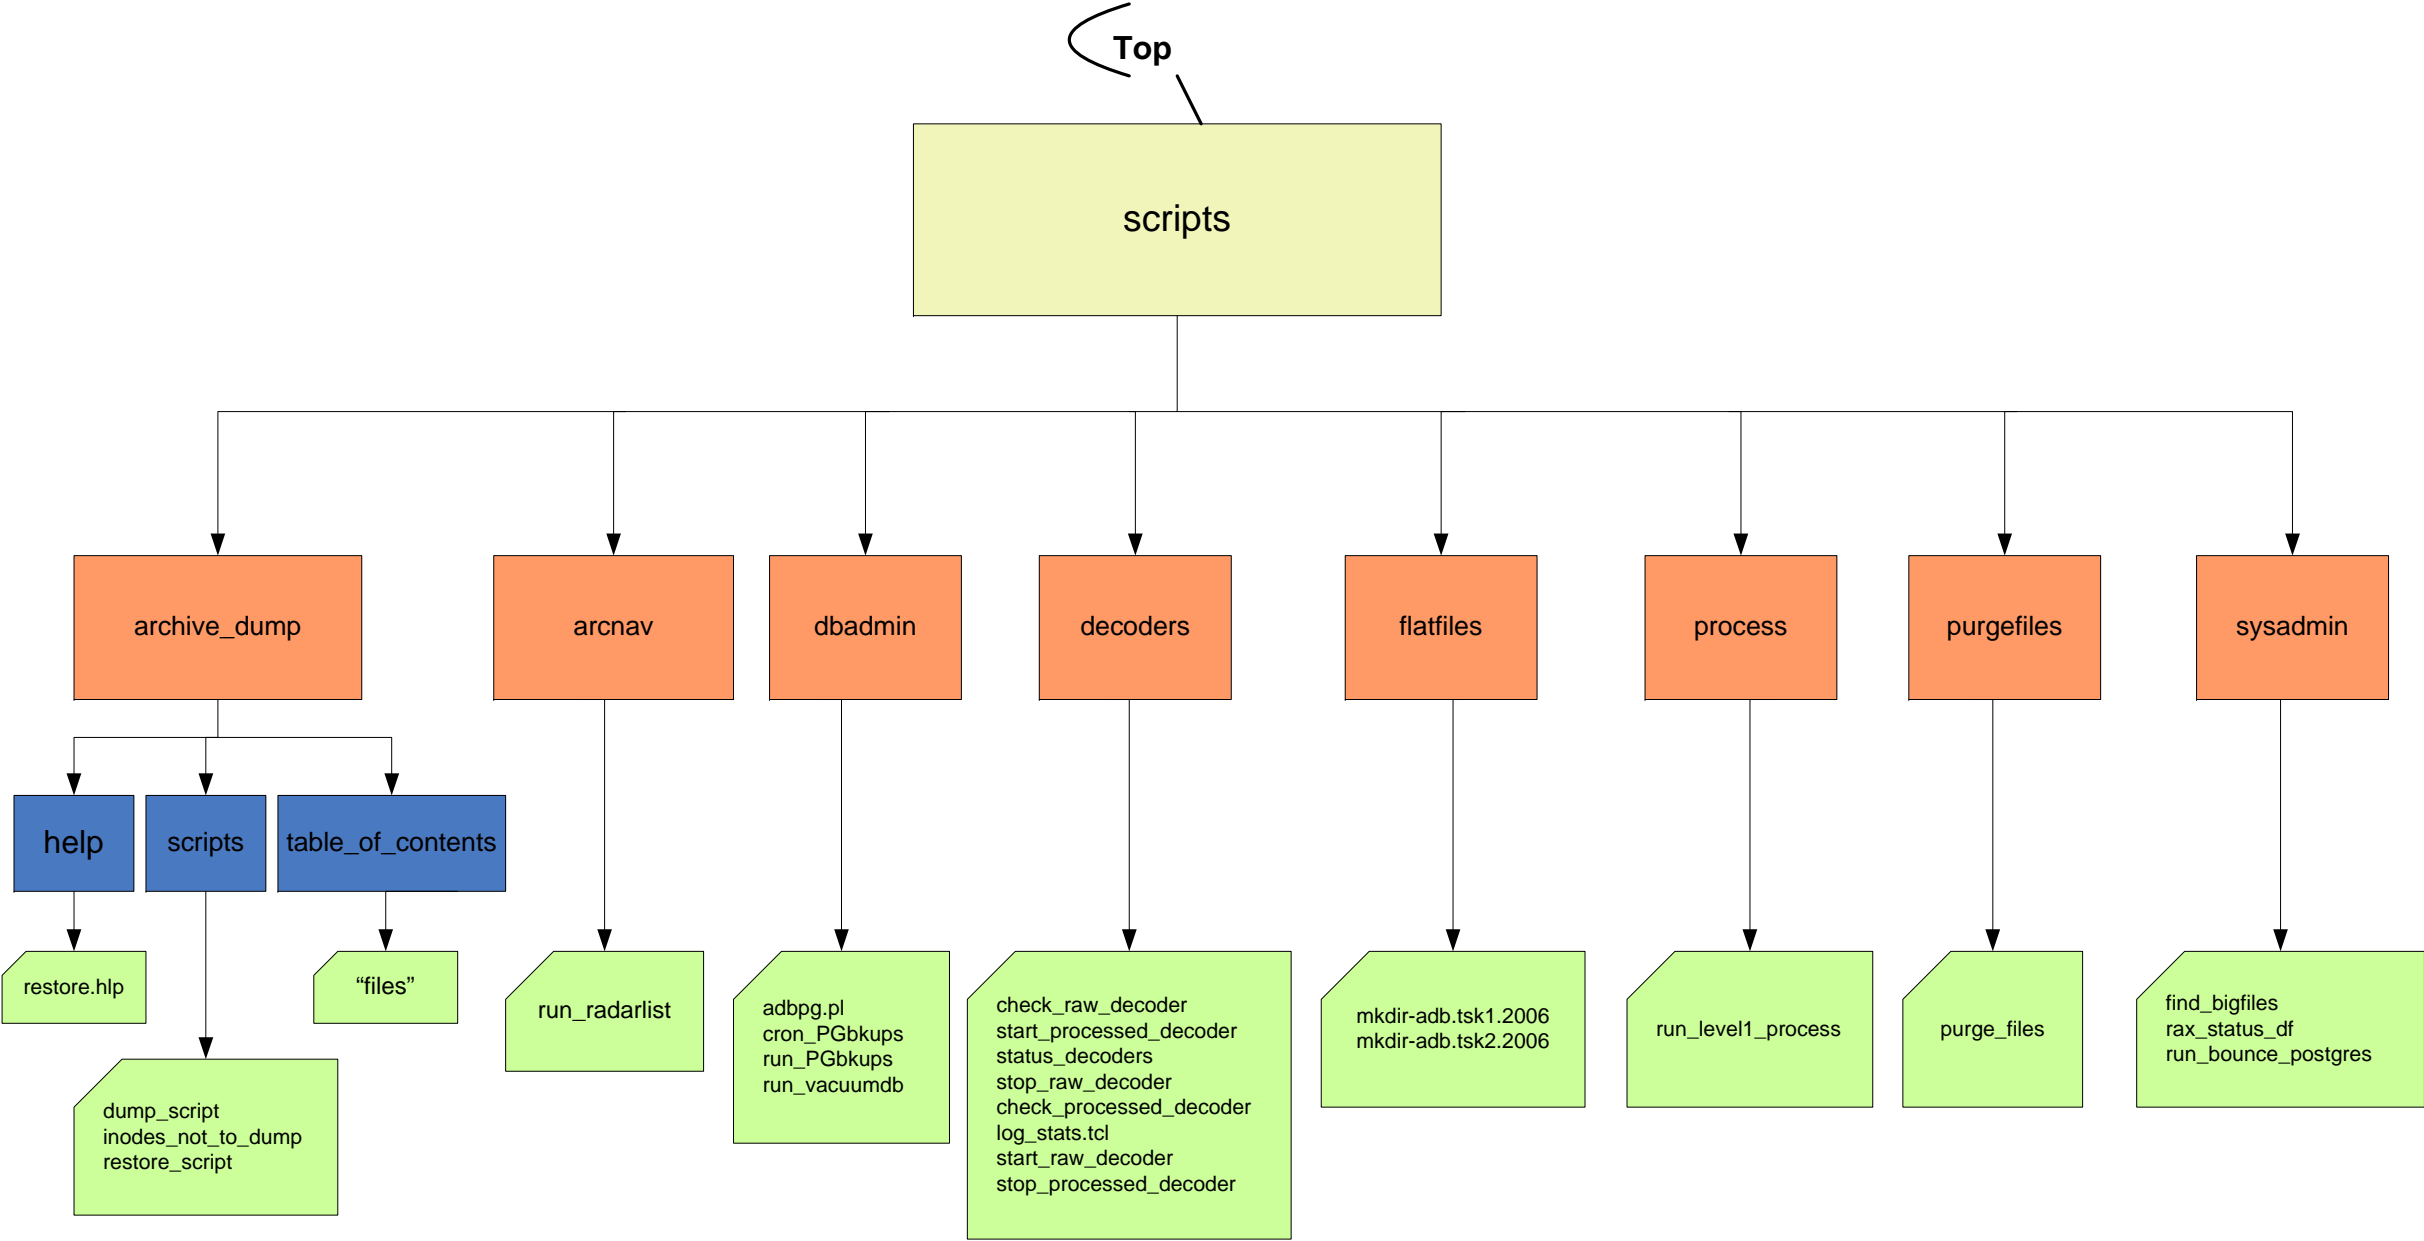 Top
scripts
archive_dump
arcnav
dbadmin
decoders
flatfiles
process
purgefiles
sysadmin
help
scripts
table_of_contents
restore.hlp
“files”
dump_script
inodes_not_to_dump
restore_script
run_radarlist
adbpg.pl
cron_PGbkups
run_PGbkups
run_vacuumdb
check_raw_decoder
start_processed_decoder
status_decoders
stop_raw_decoder
check_processed_decoder
log_stats.tcl
start_raw_decoder
stop_processed_decoder
mkdir-adb.tsk1.2006
mkdir-adb.tsk2.2006
run_level1_process
purge_files
find_bigfiles
rax_status_df
run_bounce_postgres